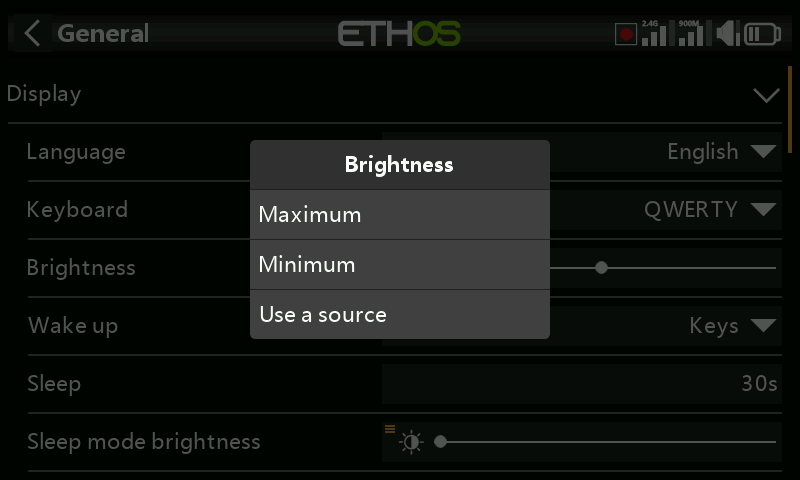 General
ETHOS
2.4G
900M
Display
Language
English
Keyboard
QWERTY
Brightness
Wake up
Keys
Sleep
30s
Sleep mode brightness
Brightness
Maximum
Minimum
Use a source